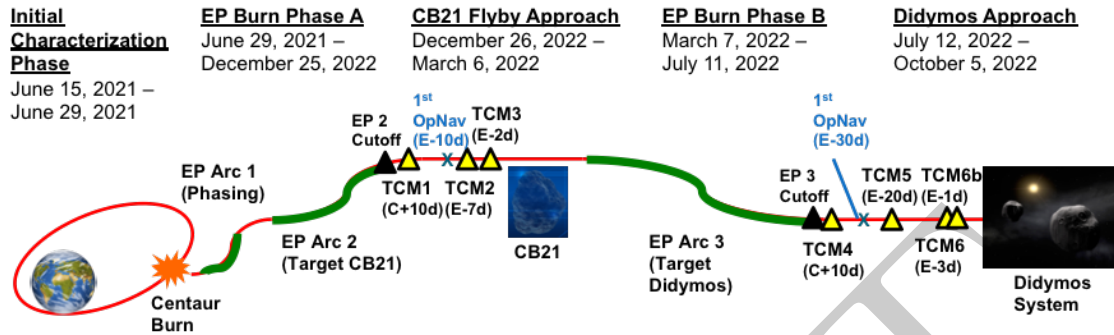 Initial
Characterization
Phase
June 15, 2021 –
June 29, 2021
EP Burn Phase A
June 29, 2021 –
December 25, 2022
CB21 Flyby Approach
December 26, 2022 –
March 6, 2022
EP Burn Phase B
March 7, 2022 –
July 11, 2022
Didymos Approach
July 12, 2022 –
October 5, 2022
Centaur
Burn
EP Arc 1
(Phasing)
EP Arc 2
(Target CB21)
EP 2
Cutoff
TCM1
(C+10d)
1st
OpNav
(E-10d)
TCM2
(E-7d)
TCM3
(E-2d)
CB21
EP Arc 3
(Target
Didymos)
EP 3
Cutoff
TCM4
(C+10d)
1st
OpNav
(E-30d)
TCM5
(E-20d)
TCM6
(E-3d)
TCM6b
(E-1d)
Didymos
System